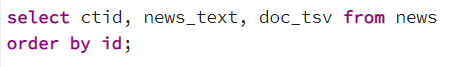 select ctid, news_text, doc_tsv from news
order by id;